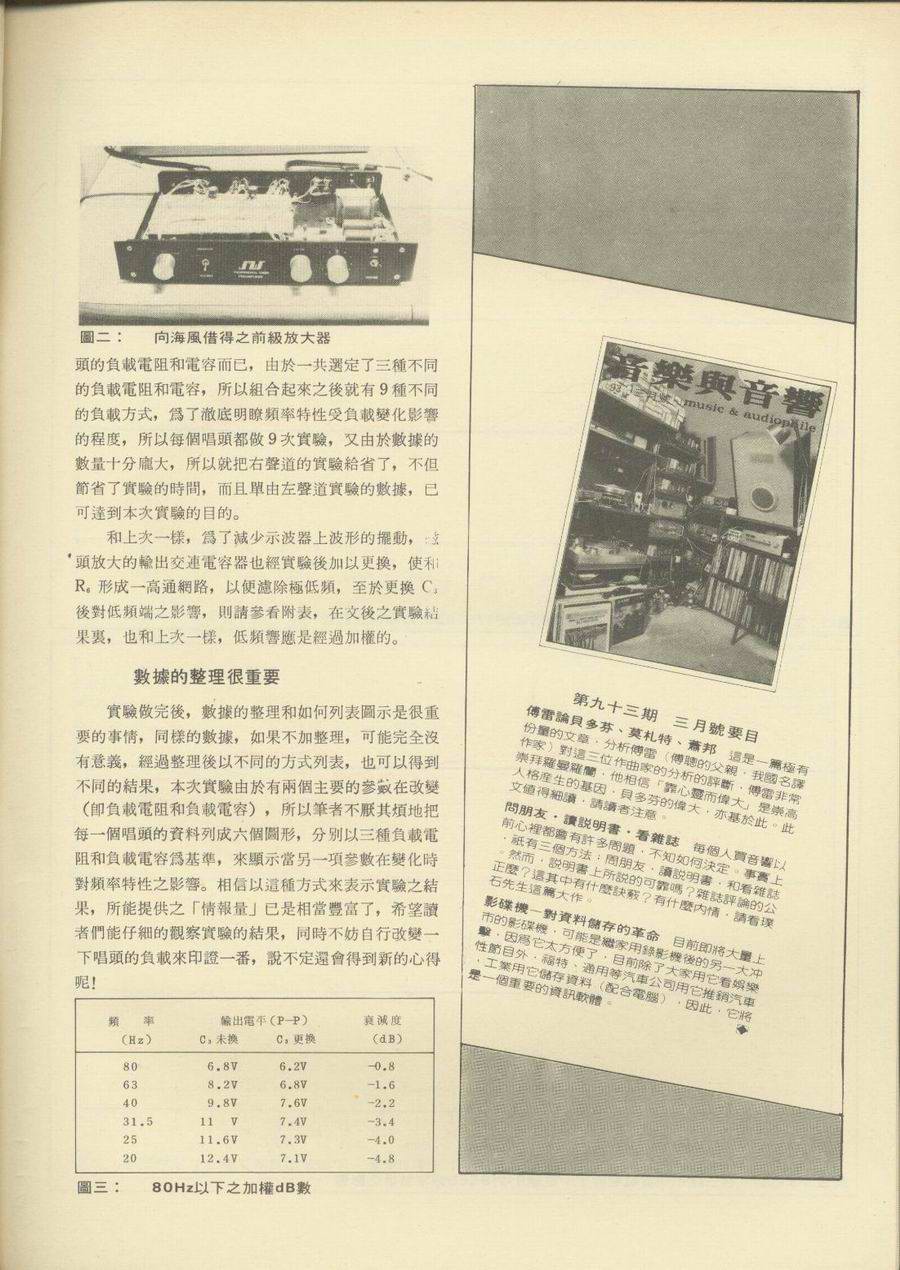 圖二：　向海風借得之前級放大器
頭的負載電阻和電容而已，由於一共選定了三種不同
的負載電阻和電容，所以組合起來之後就有9種不同
的負載方式，爲了徹底明瞭頻率特性受負載變化影響
的程度，所以每個唱頭都做9次實驗，又由於數據的
數量十分龐大，所以就把右聲道的實驗給省了，不但
節省了實驗的時間，而且單由左聲道實驗的數據，已
可達到本次實驗的目的。
和上次一樣，爲了減少示波器上波形的擺動，
頭放大的輸出交連電容器也經實驗後加以更換，使和
R₆形成一高通網路，以便濾除極低頻，至於更換C₃
後對低頻端之影響，則請參看附表，在文後之實驗結
果裏，也和上次一樣，低頻響應是經過加權的。
數據的整理很重要
實驗做完後，數據的整理和如何列表圖示是很重
要的事情，同樣的數據，如果不加整理，可能完全沒
有意義，經過整理後以不同的方式列表，也可以得到
不同的結果，本次實驗由於有兩個主要的參數在改變
（卽負載電阻和負載電容），所以筆者不厭其煩地把
每一個唱頭的資料列成六個圖形，分別以三種負載電
阻和負載電容爲基準，來顯示當另一項參數在變化時
對頻率特性之影響。相信以這種方式來表示實驗之結
果，所能提供之「情報量」已是相當豐富了，希望讀
者們能仔細的觀察實驗的結果，同時不妨自行改變一
下唱頭的負載來印證一番，說不定還會得到新的心得
呢！
頻　率　輸出電平（P—P）　衰減度
（Hz）　C₃未換　C₃更換　（dB）
80　6.8V　6.2V　−0.8
63　8.2V　6.8V　−1.6
40　9.8V　7.6V　−2.2
31.5　11 V　7.4V　−3.4
25　11.6V　7.3V　−4.0
20　12.4V　7.1V　−4.8
圖三：　80Hz以下之加權dB數
音樂與音響
music & audiophile
第九十三期　三月號要目
傅雷論貝多芬、莫札特、蕭邦　這是一篇極有
份量的文章，分析傅雷（傅聰的父親，我國名譯
作家）對這三位作曲家的分析的評斷，傅雷非常
崇拜羅曼羅蘭，他相信「靠心靈而偉大」是崇高
人格產生的基因，貝多芬的偉大，亦基於此。此
文值得細讀，請讀者注意。
問朋友・讀說明書・看雜誌　每個人買音響以
前心裡都會有許多問題，不知如何決定。事實上
，祇有三個方法：問朋友，讀說明書，和看雜誌
。然而，說明書上所說的可靠嗎？雜誌評論的公
正麼？這其中有什麼訣竅？有什麼內情，請看璞
石先生這篇大作。
影碟機—對資料儲存的革命　目前即將大量上
市的影碟機，可能是繼家用錄影機後的另一大冲
擊，因爲它太方便了，目前除了大家用它看娛樂
性節目外，福特、通用等汽車公司用它推銷汽車
，工業用它儲存資料（配合電腦），因此，它將
是一個重要的資訊軟體。